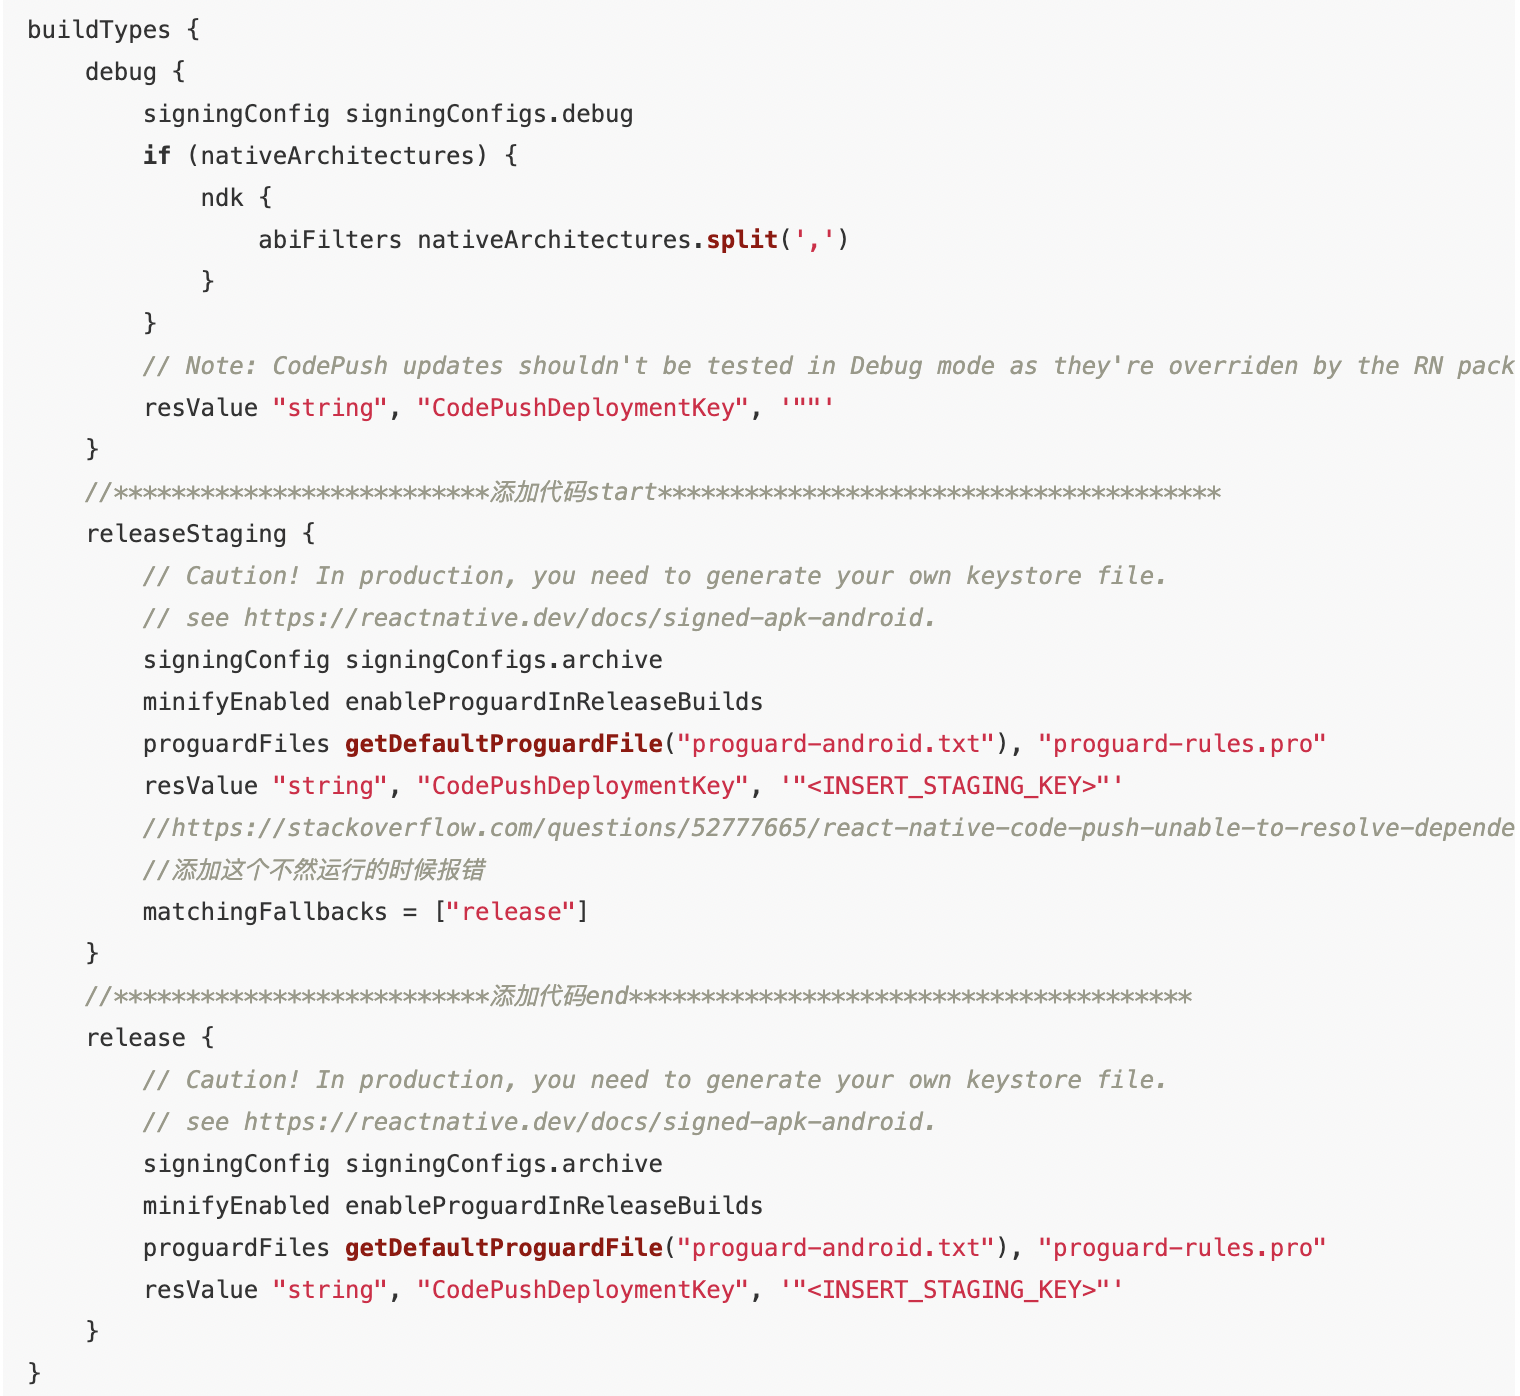 buildTypes {
debug {
signingConfig signingConfigs.debug
if (nativeArchitectures) {
ndk {
abiFilters nativeArchitectures.split(',')
}
}
// Note: CodePush updates shouldn't be tested in Debug mode as they're overriden by the RN pack
resValue "string", "CodePushDeploymentKey", '""'
}
//**************************添加代码start***************************************
releaseStaging {
// Caution! In production, you need to generate your own keystore file.
// see https://reactnative.dev/docs/signed-apk-android.
signingConfig signingConfigs.archive
minifyEnabled enableProguardInReleaseBuilds
proguardFiles getDefaultProguardFile("proguard-android.txt"), "proguard-rules.pro"
resValue "string", "CodePushDeploymentKey", '"<INSERT_STAGING_KEY>"'
//https://stackoverflow.com/questions/52777665/react-native-code-push-unable-to-resolve-depende
//添加这个不然运行的时候报错
matchingFallbacks = ["release"]
}
//**************************添加代码end***************************************
release {
// Caution! In production, you need to generate your own keystore file.
// see https://reactnative.dev/docs/signed-apk-android.
signingConfig signingConfigs.archive
minifyEnabled enableProguardInReleaseBuilds
proguardFiles getDefaultProguardFile("proguard-android.txt"), "proguard-rules.pro"
resValue "string", "CodePushDeploymentKey", '"<INSERT_STAGING_KEY>"'
}
}